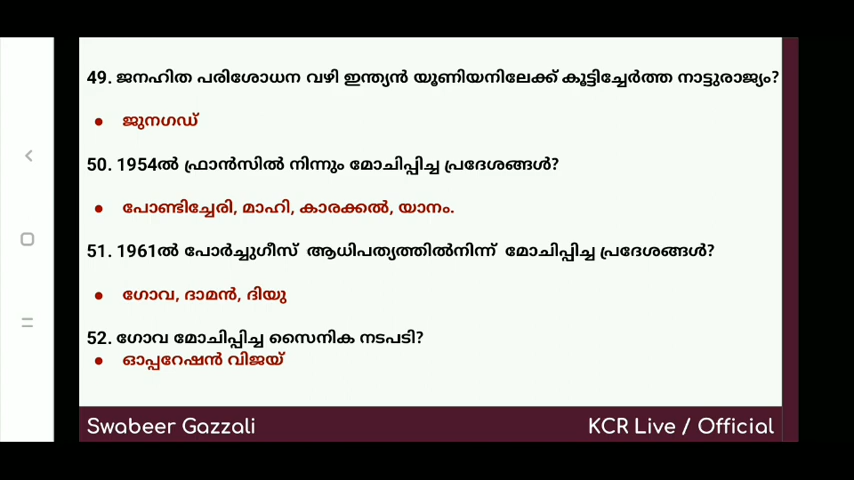 49. ജനഹിത പരിശോധന വഴി ഇന്ത്യൻ യൂണിയനിലേക്ക് കൂട്ടിച്ചേർത്ത നാട്ടുരാജ്യം?
• ജുനഗഡ്
50. 1954ൽ ഫ്രാൻസിൽ നിന്നും മോചിപ്പിച്ച പ്രദേശങ്ങൾ?
• പോണ്ടിച്ചേരി, മാഹി, കാരക്കൽ, യാനം.
51. 1961ൽ പോർച്ചുഗീസ് ആധിപത്യത്തിൽനിന്ന് മോചിപ്പിച്ച പ്രദേശങ്ങൾ?
• ഗോവ, ദാമൻ, ദിയു
52. ഗോവ മോചിപ്പിച്ച സൈനിക നടപടി?
• ഓപ്പറേഷൻ വിജയ്
Swabeer Gazzali KCR Live / Official